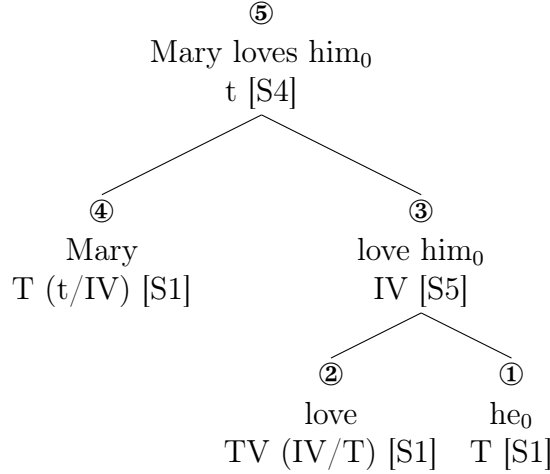 ⑤
Mary loves him₀
t [S4]
④
Mary
T (t/IV) [S1]
③
love him₀
IV [S5]
②
love
TV (IV/T) [S1]
①
he₀
T [S1]